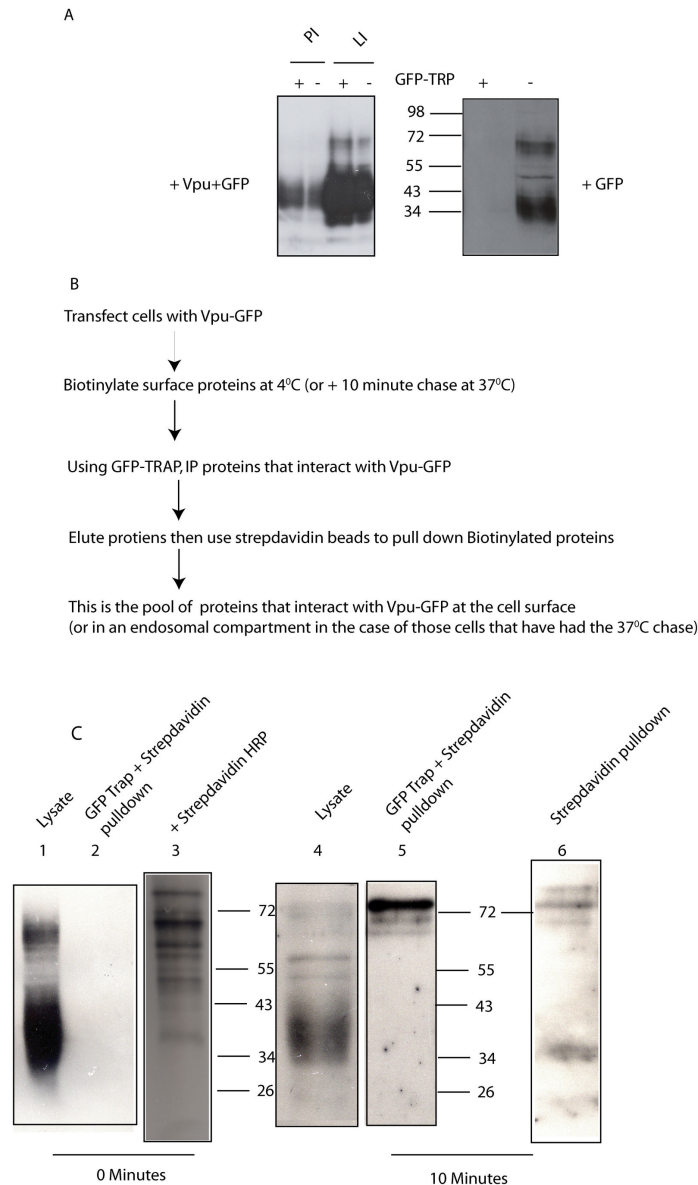 A
PI LI
+ - + - GFP-TRP + -
98
72
55
+ Vpu+GFP + GFP
43
34
B
Transfect cells with Vpu-GFP
Biotinylate surface proteins at 4⁰C (or + 10 minute chase at 37⁰C)
Using GFP-TRAP, IP proteins that interact with Vpu-GFP
Elute protiens then use strepdavidin beads to pull down Biotinylated proteins
This is the pool of proteins that interact with Vpu-GFP at the cell surface
(or in an endosomal compartment in the case of those cells that have had the 37⁰C chase)
C
Lysate
GFP Trap + Strepdavidin
pulldown
+ Strepdavidin HRP
Lysate
GFP Trap + Strepdavidin
pulldown
Strepdavidin pulldown
1 2 3 4 5 6
72 72
55 55
43 43
34 34
26 26
0 Minutes 10 Minutes